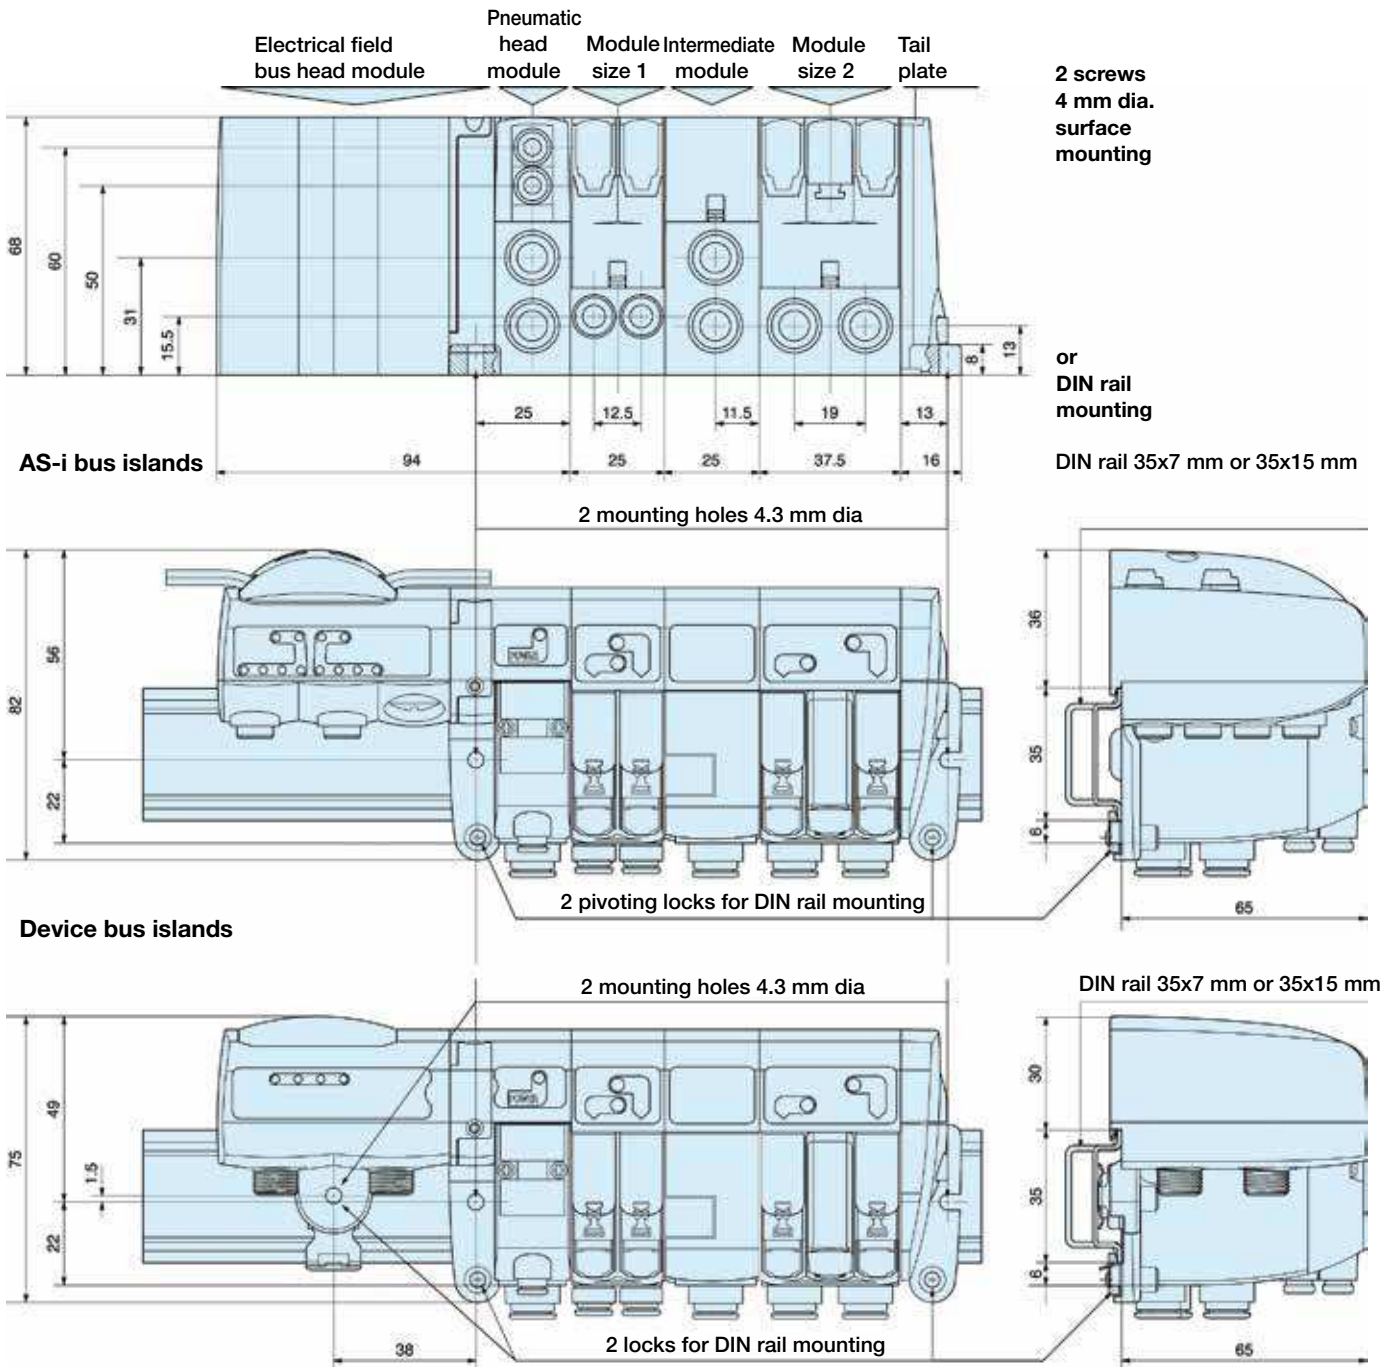 Pneumatic
head
module
Electrical field
bus head module
Module
size 1
Intermediate
module
Module
size 2
Tail
plate
2 screws
4 mm dia.
surface
mounting
68
60
50
31
15.5
8
13
or
DIN rail
mounting
25
12.5
11.5
19
13
AS-i bus islands
94
25
25
37.5
16
DIN rail 35x7 mm or 35x15 mm
2 mounting holes 4.3 mm dia
82
56
22
POWER
36
35
6
2 pivoting locks for DIN rail mounting
65
Device bus islands
2 mounting holes 4.3 mm dia
DIN rail 35x7 mm or 35x15 mm
75
49
1.5
22
POWER
30
35
6
2 locks for DIN rail mounting
38
65